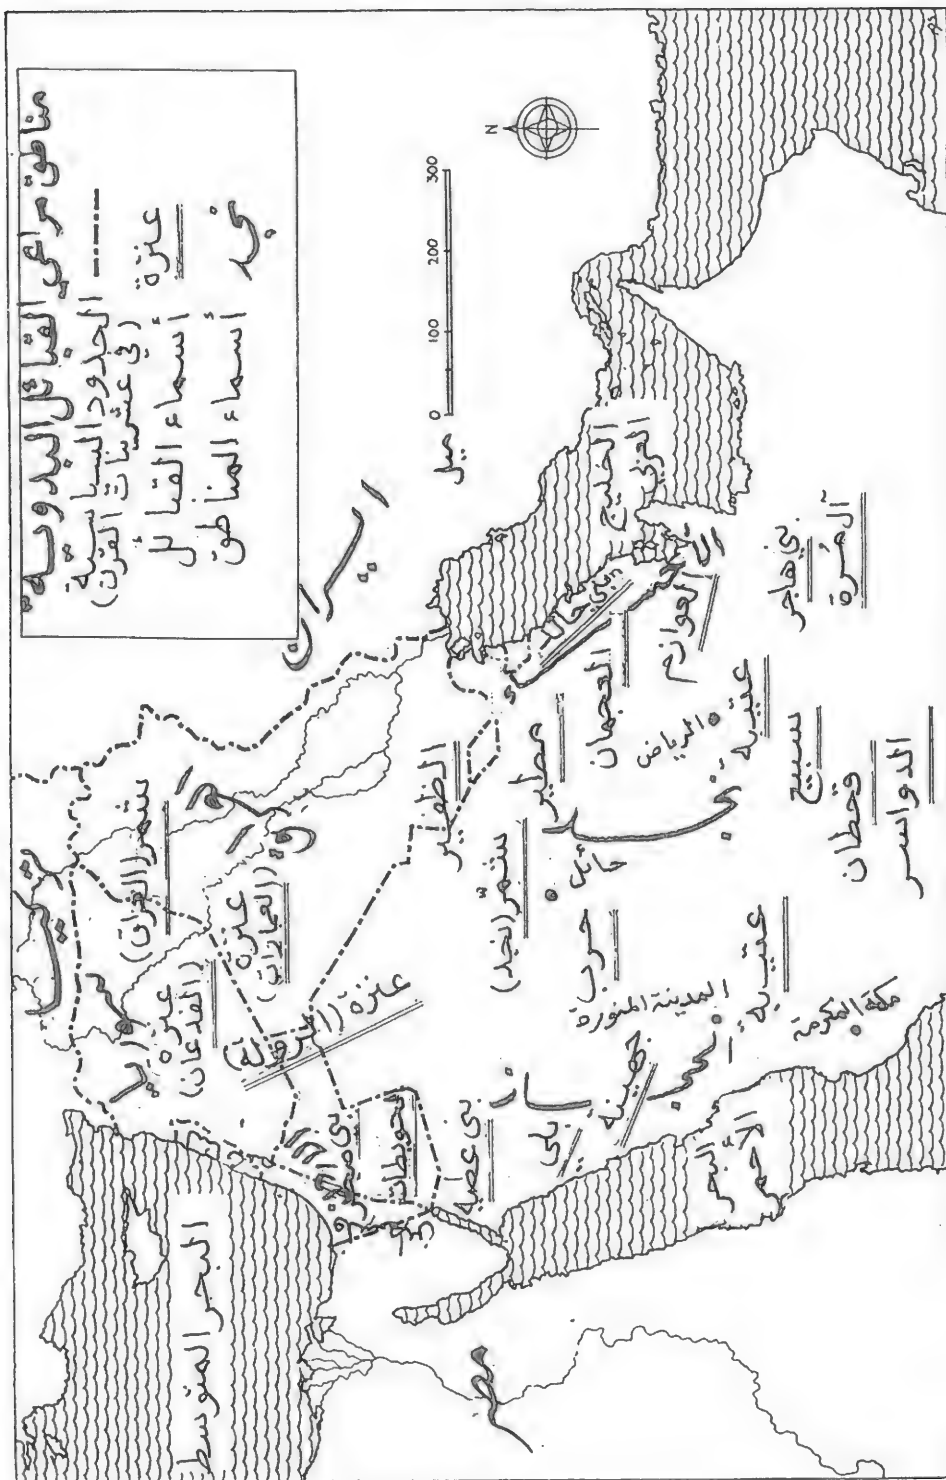 مناطق مراعي القبائل البدوية
الحدود السياسية
(في عشرينات القرن)
أسماء القبائل عنزة
أسماء المناطق نجد
N
ميل 0 100 200 300
إيران
تركيا
سوريا
العراق
شمر (العراق)
عنزة
(الفدعان)
عنزة
(العمارات)
عنزة (الرولة)
البحر المتوسط
بني صخر
الحويطات
بني عطية
بلي
جهينة
الحجاز
مصر
البحر
الأحمر
الظفير
شمر (نجد)
حائل
حرب
المدينة المنورة
مطير
نجد
العجمان
الرياض
العوازم
بني خالد
الخليج
العربي
عتيبة
عتيبة
مكة المكرمة
بني هاجر
آل مرة
سبيع
قحطان
الدواسر